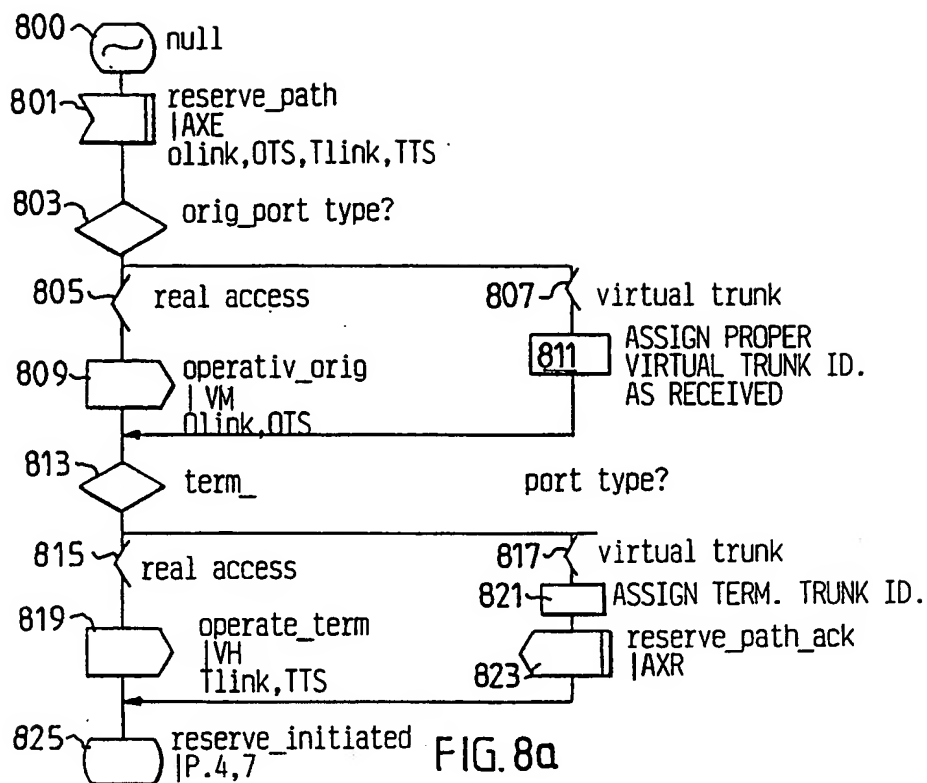 800
null
801
reserve_path
|AXE
olink,OTS,Tlink,TTS
803
orig_port type?
805
real access
807
virtual trunk
809
operativ_orig
|VM
Olink,OTS
811
ASSIGN PROPER
VIRTUAL TRUNK ID.
AS RECEIVED
813
term_ port type?
815
real access
817
virtual trunk
821
ASSIGN TERM. TRUNK ID.
819
operate_term
|VH
Tlink,TTS
823
reserve_path_ack
|AXR
825
reserve_initiated
|P.4,7
FIG. 8a